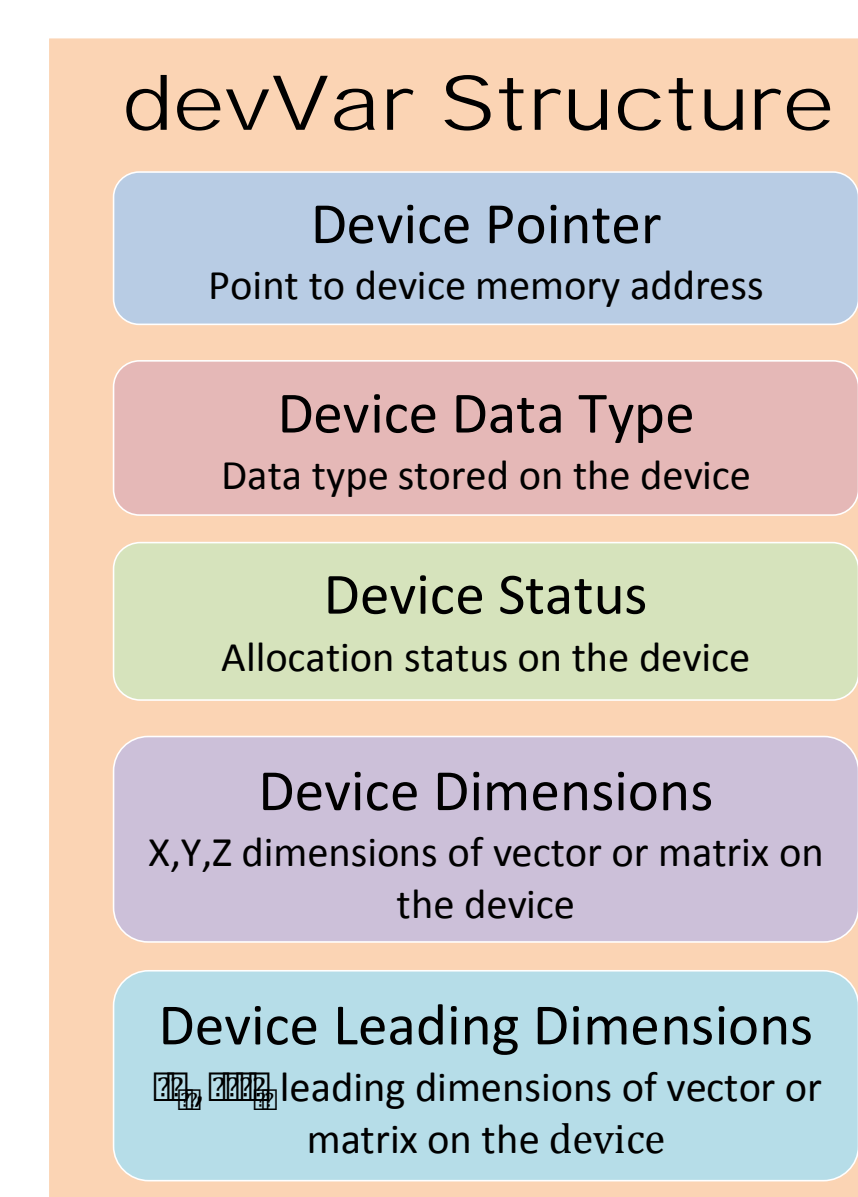 devVar Structure
Device Pointer
Point to device memory address
Device Data Type
Data type stored on the device
Device Status
Allocation status on the device
Device Dimensions
X,Y,Z dimensions of vector or matrix on
the device
Device Leading Dimensions
leading dimensions of vector or
matrix on the device